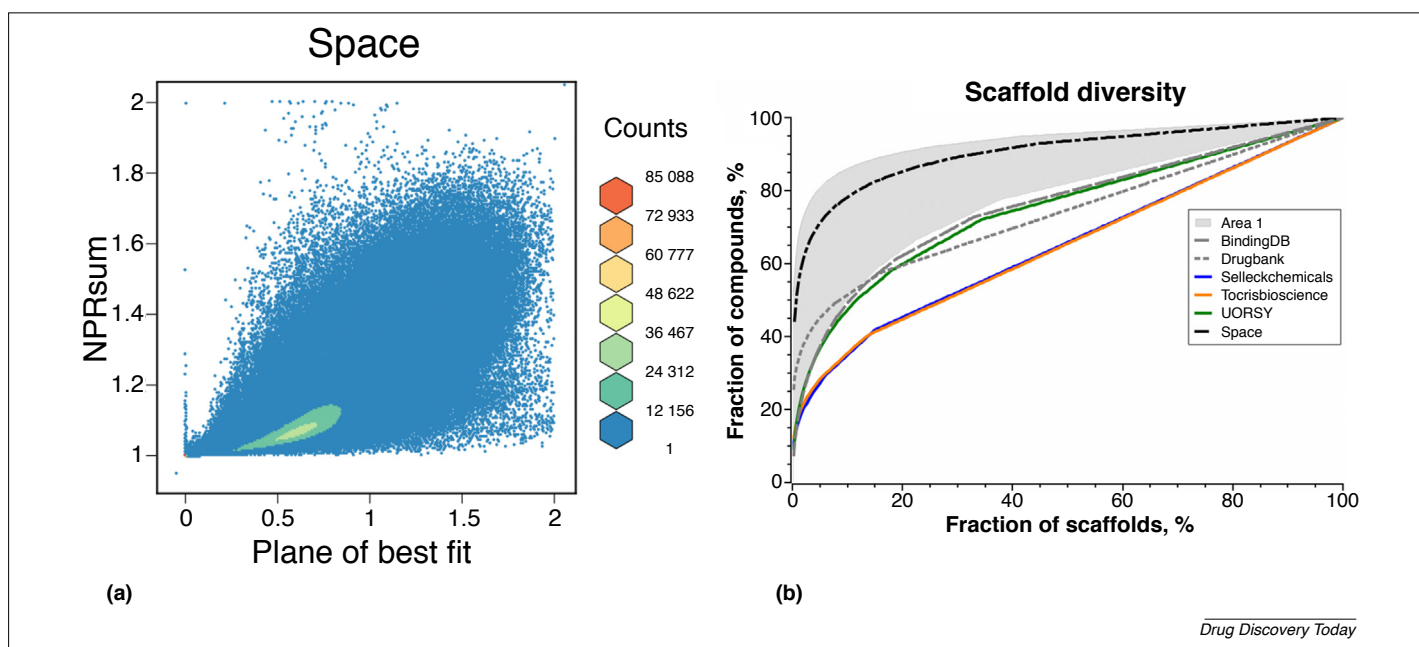 Space
NPRsum
2
1.8
1.6
1.4
1.2
1
0
0.5
1
1.5
2
Plane of best fit
Counts
85 088
72 933
60 777
48 622
36 467
24 312
12 156
1
(a)
Scaffold diversity
Fraction of compounds, %
100
80
60
40
20
0
0
20
40
60
80
100
Fraction of scaffolds, %
Area 1
BindingDB
Drugbank
Selleckchemicals
Tocrisbioscience
UORSY
Space
(b)
Drug Discovery Today